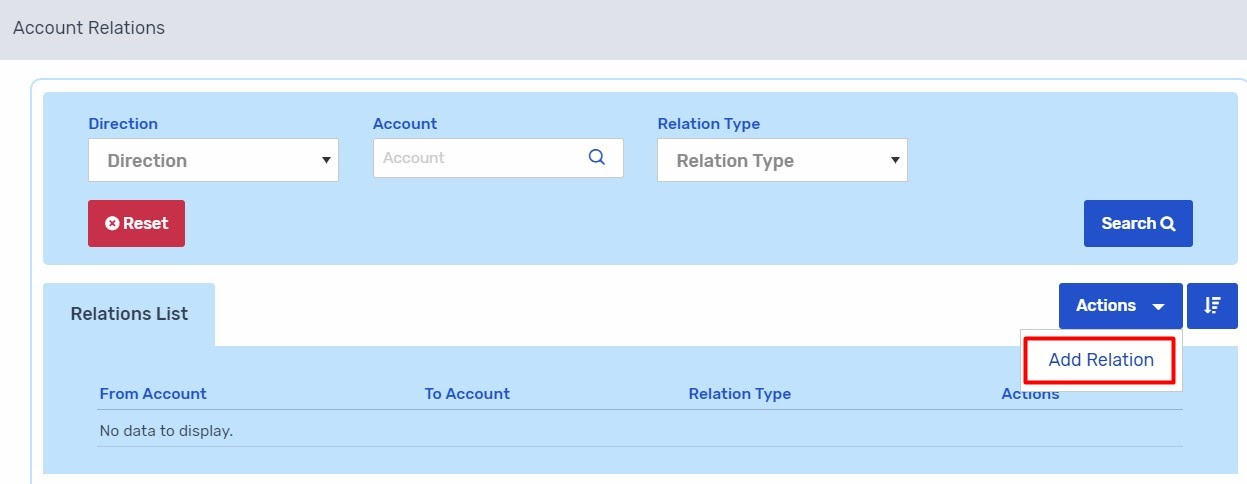 Account Relations
Direction Account Relation Type
Direction Account Relation Type
Reset Search
Relations List Actions
Add Relation
From Account To Account Relation Type Actions
No data to display.